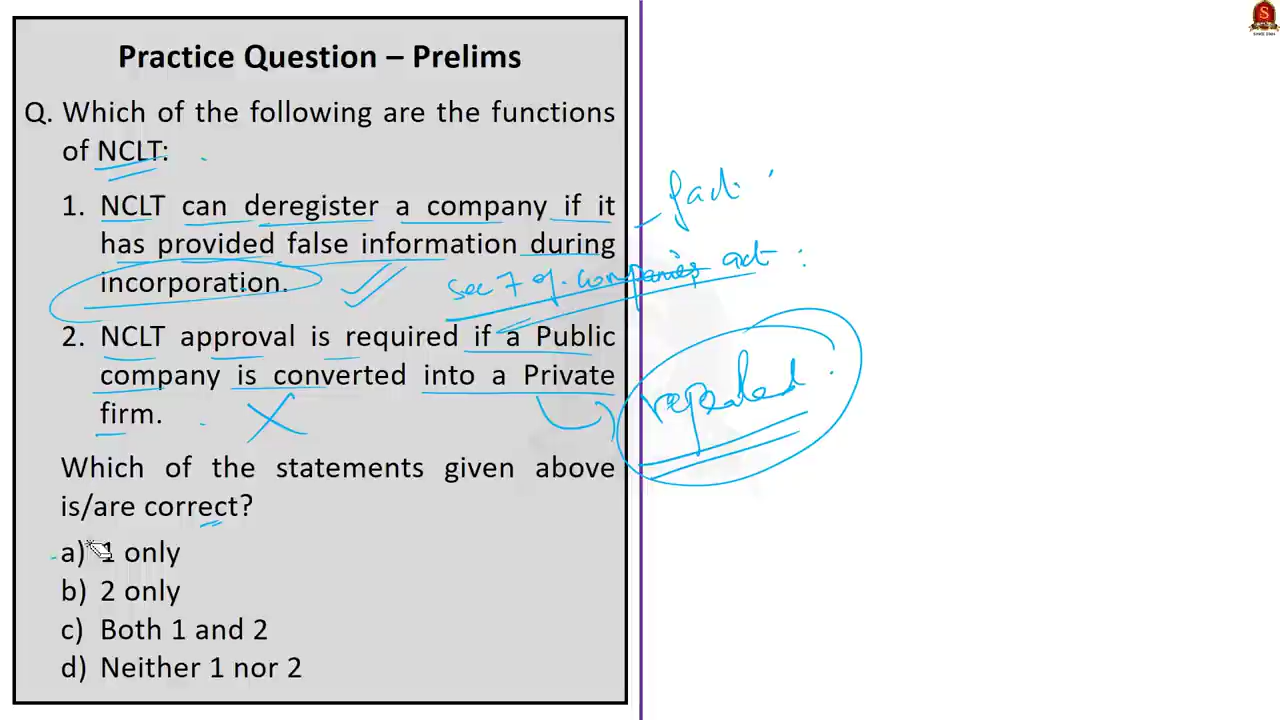 Practice Question – Prelims
Q. Which of the following are the functions
of NCLT:
1. NCLT can deregister a company if it
has provided false information during
incorporation.
fact
sec 7 of companies act :
2. NCLT approval is required if a Public
company is converted into a Private
firm.
repealed
Which of the statements given above
is/are correct?
a) 1 only
b) 2 only
c) Both 1 and 2
d) Neither 1 nor 2